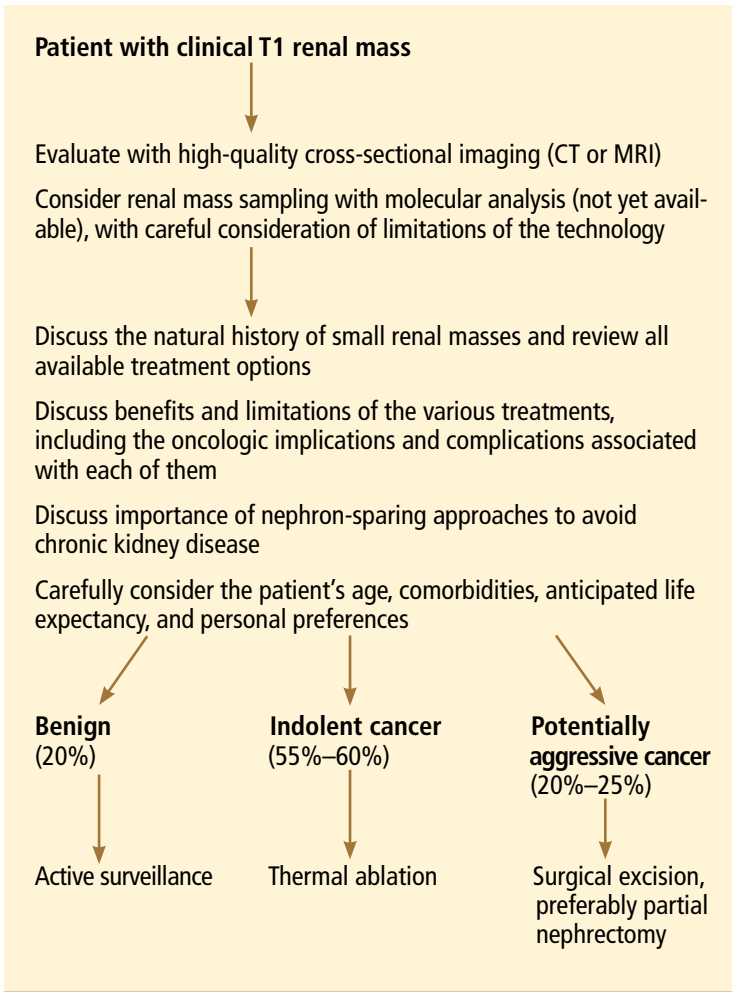 Patient with clinical T1 renal mass
Evaluate with high-quality cross-sectional imaging (CT or MRI)
Consider renal mass sampling with molecular analysis (not yet avail-
able), with careful consideration of limitations of the technology
Discuss the natural history of small renal masses and review all
available treatment options
Discuss benefits and limitations of the various treatments,
including the oncologic implications and complications associated
with each of them
Discuss importance of nephron-sparing approaches to avoid
chronic kidney disease
Carefully consider the patient’s age, comorbidities, anticipated life
expectancy, and personal preferences
Benign
(20%)
Active surveillance
Indolent cancer
(55%–60%)
Thermal ablation
Potentially
aggressive cancer
(20%–25%)
Surgical excision,
preferably partial
nephrectomy